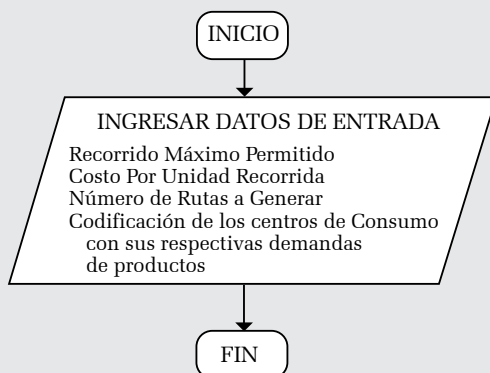 INICIO
INGRESAR DATOS DE ENTRADA
Recorrido Máximo Permitido
Costo Por Unidad Recorrida
Número de Rutas a Generar
Codificación de los centros de Consumo
con sus respectivas demandas
de productos
FIN